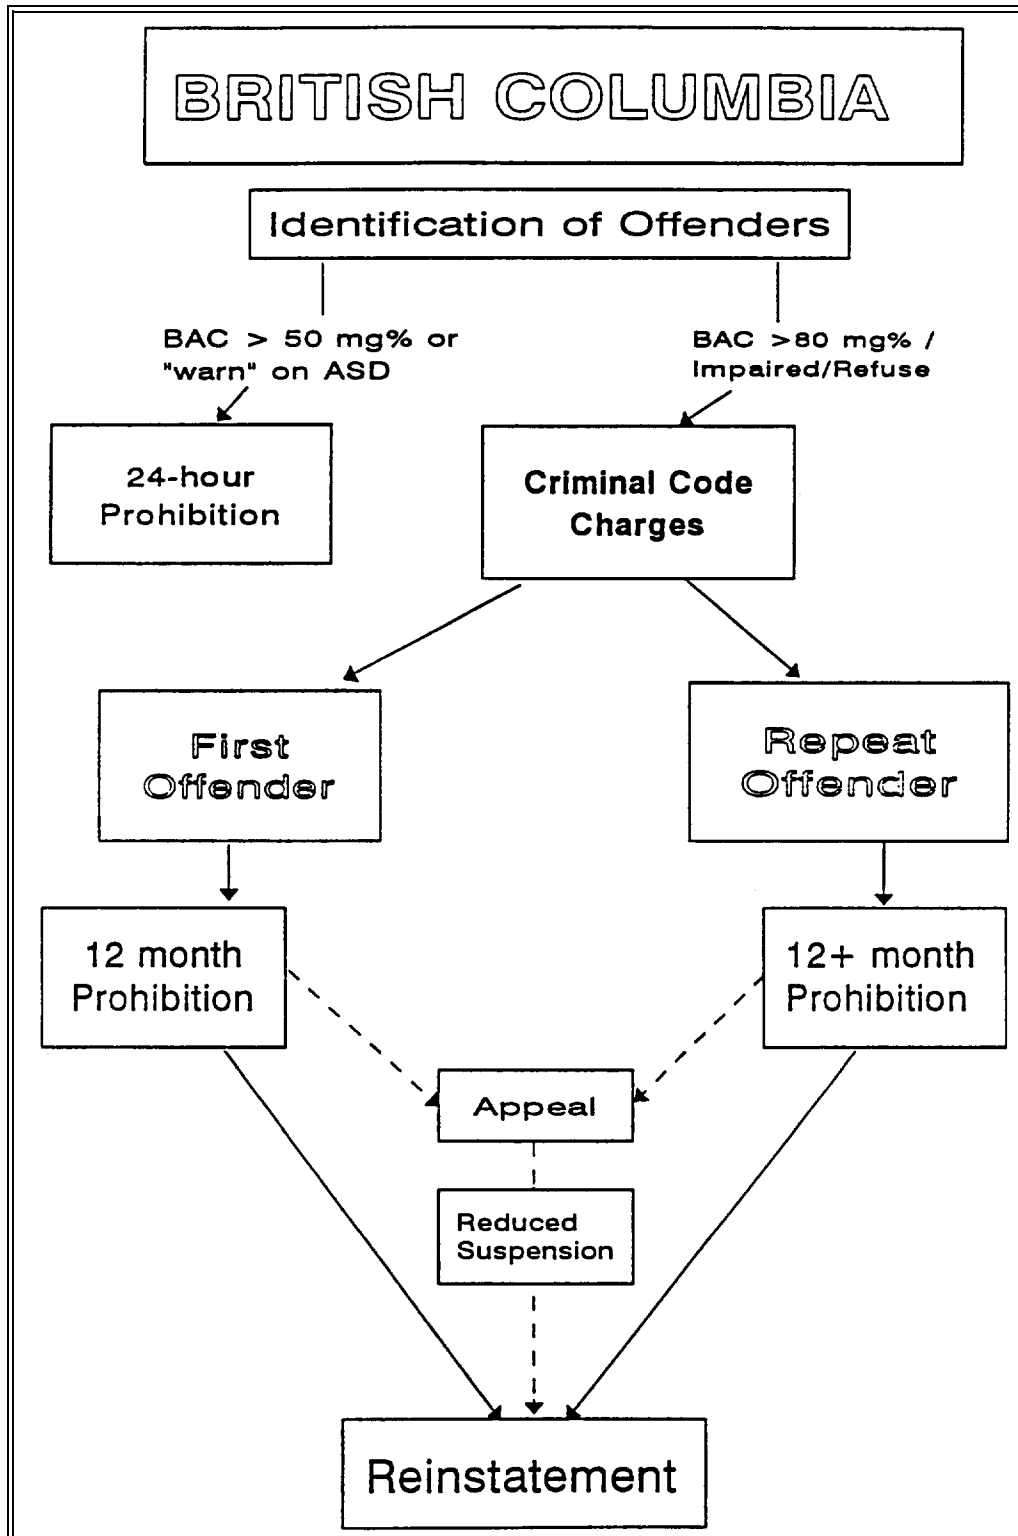 BRITISH COLUMBIA
Identification of Offenders
BAC > 50 mg% or
"warn" on ASD
BAC >80 mg% /
Impaired/Refuse
24-hour
Prohibition
Criminal Code
Charges
First
Offender
Repeat
Offender
12 month
Prohibition
12+ month
Prohibition
Appeal
Reduced
Suspension
Reinstatement